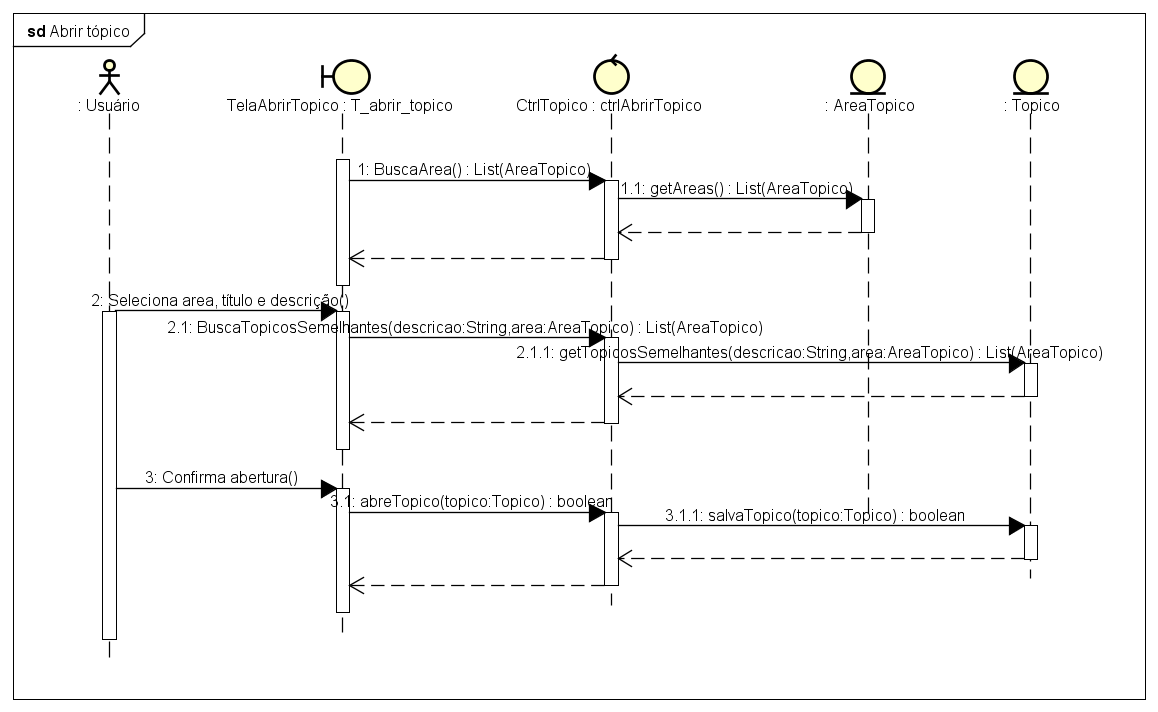 sd Abrir tópico
: Usuário
TelaAbrirTopico : T_abrir_topico
CtrlTopico : ctrlAbrirTopico
: AreaTopico
: Topico
1: BuscaArea() : List(AreaTopico)
1.1: getAreas() : List(AreaTopico)
2: Seleciona area, título e descrição()
2.1: BuscaTopicosSemelhantes(descricao:String,area:AreaTopico) : List(AreaTopico)
2.1.1: getTopicosSemelhantes(descricao:String,area:AreaTopico) : List(AreaTopico)
3: Confirma abertura()
3.1: abreTopico(topico:Topico) : boolean
3.1.1: salvaTopico(topico:Topico) : boolean